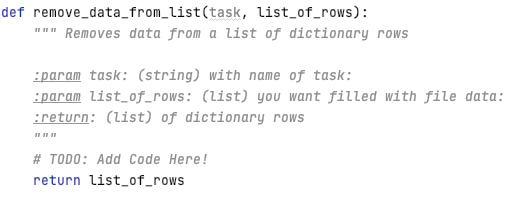 def remove_data_from_list(task, list_of_rows):
    """ Removes data from a list of dictionary rows

    :param task: (string) with name of task:
    :param list_of_rows: (list) you want filled with file data:
    :return: (list) of dictionary rows
    """
    # TODO: Add Code Here!
    return list_of_rows